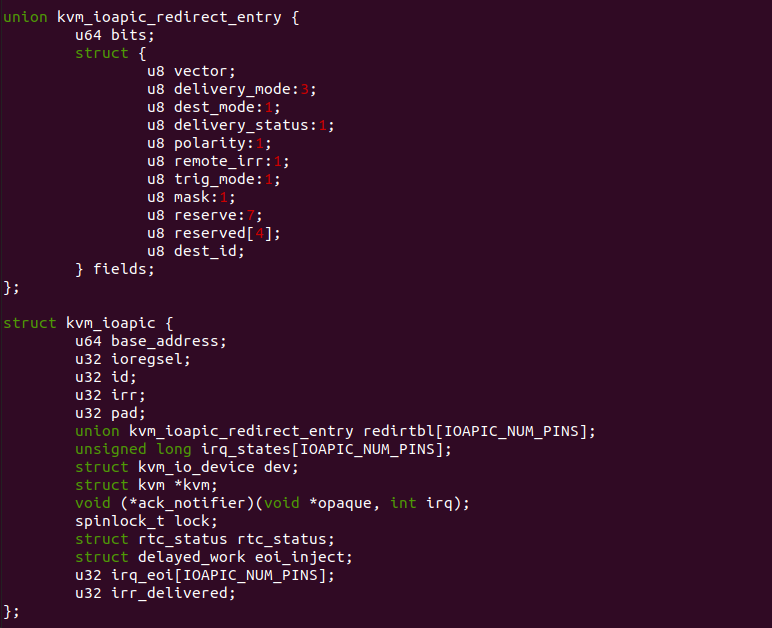 union kvm_ioapic_redirect_entry {
        u64 bits;
        struct {
                u8 vector;
                u8 delivery_mode:3;
                u8 dest_mode:1;
                u8 delivery_status:1;
                u8 polarity:1;
                u8 remote_irr:1;
                u8 trig_mode:1;
                u8 mask:1;
                u8 reserve:7;
                u8 reserved[4];
                u8 dest_id;
        } fields;
};

struct kvm_ioapic {
        u64 base_address;
        u32 ioregsel;
        u32 id;
        u32 irr;
        u32 pad;
        union kvm_ioapic_redirect_entry redirtbl[IOAPIC_NUM_PINS];
        unsigned long irq_states[IOAPIC_NUM_PINS];
        struct kvm_io_device dev;
        struct kvm *kvm;
        void (*ack_notifier)(void *opaque, int irq);
        spinlock_t lock;
        struct rtc_status rtc_status;
        struct delayed_work eoi_inject;
        u32 irq_eoi[IOAPIC_NUM_PINS];
        u32 irr_delivered;
};